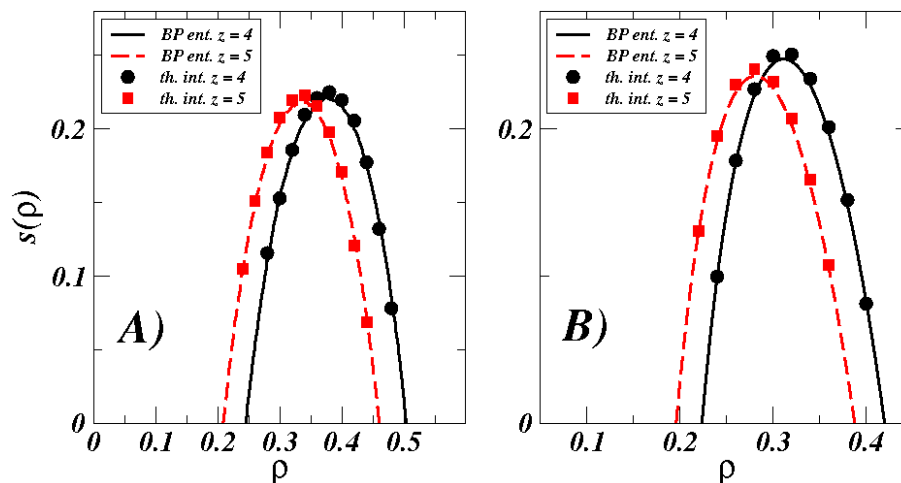 BP ent. z = 4
BP ent. z = 5
th. int. z = 4
th. int. z = 5
0.2
0.1
0
s(ρ)
A)
0 0.1 0.2 0.3 0.4 0.5
ρ
BP ent. z = 4
BP ent. z = 5
th. int. z = 4
th. int. z = 5
0.2
0
B)
0.1 0.2 0.3 0.4
ρ